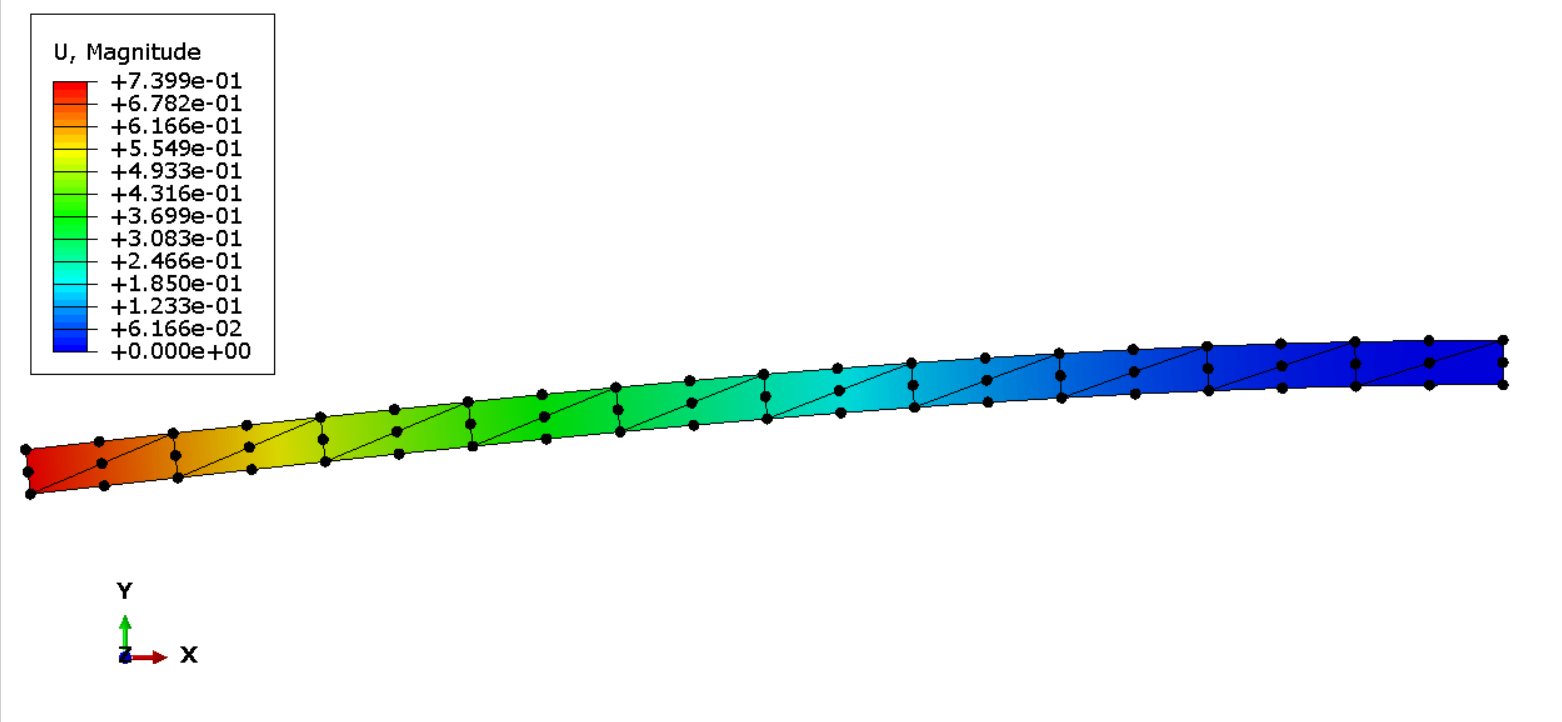 U, Magnitude
+7.399e-01
+6.782e-01
+6.166e-01
+5.549e-01
+4.933e-01
+4.316e-01
+3.699e-01
+3.083e-01
+2.466e-01
+1.850e-01
+1.233e-01
+6.166e-02
+0.000e+00
Y
Z X